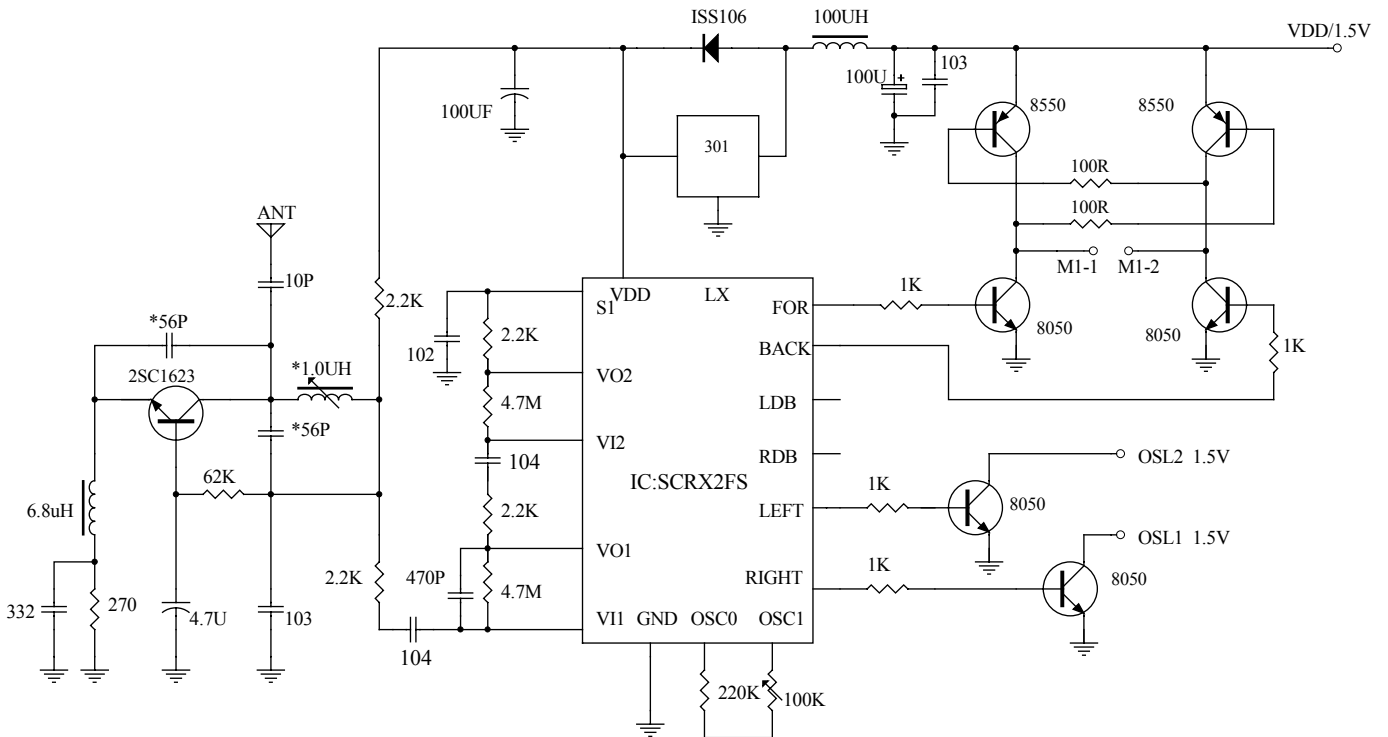 ISS106
100UH
VDD/1.5V
100UF
100U
+
103
8550
8550
301
100R
100R
ANT
10P
M1-1
M1-2
2.2K
VDD
LX
S1
FOR
1K
8050
8050
1K
*56P
102
2.2K
BACK
2SC1623
*1.0UH
VO2
4.7M
LDB
*56P
VI2
104
RDB
OSL2 1.5V
62K
IC:SCRX2FS
1K
8050
6.8uH
2.2K
LEFT
OSL1 1.5V
VO1
1K
8050
2.2K
470P
4.7M
RIGHT
332
270
4.7U
103
VI1
GND
OSC0
OSC1
104
220K
100K